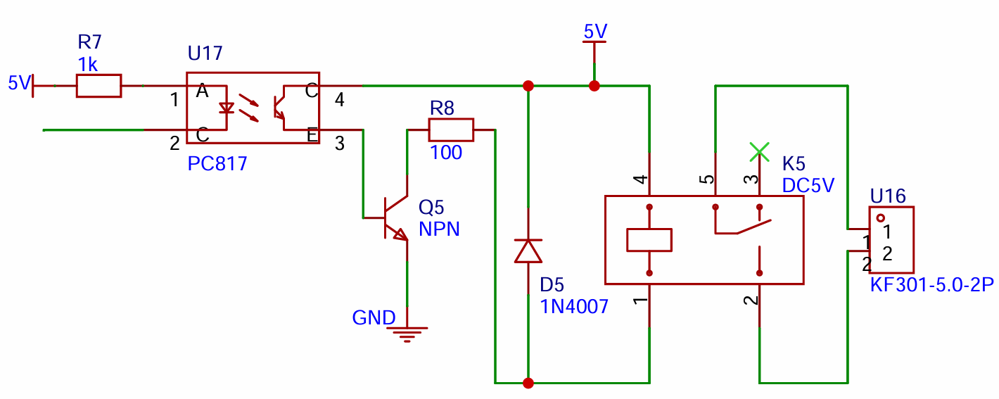 5V
R7
1k
U17
5V
A
C
1
4
C
E
2
3
PC817
R8
100
Q5
NPN
GND
D5
1N4007
4
5
3
K5
DC5V
1
2
U16
1
1
2
2
KF301-5.0-2P